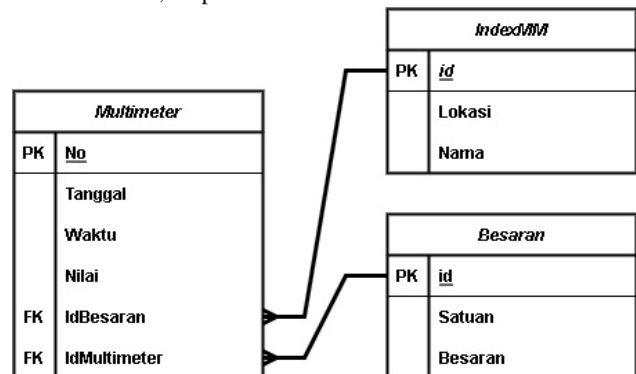 IndexMM
PK id
Lokasi
Nama
Multimeter
PK No
Tanggal
Waktu
Nilai
FK IdBesaran
FK IdMultimeter
Besaran
PK id
Satuan
Besaran